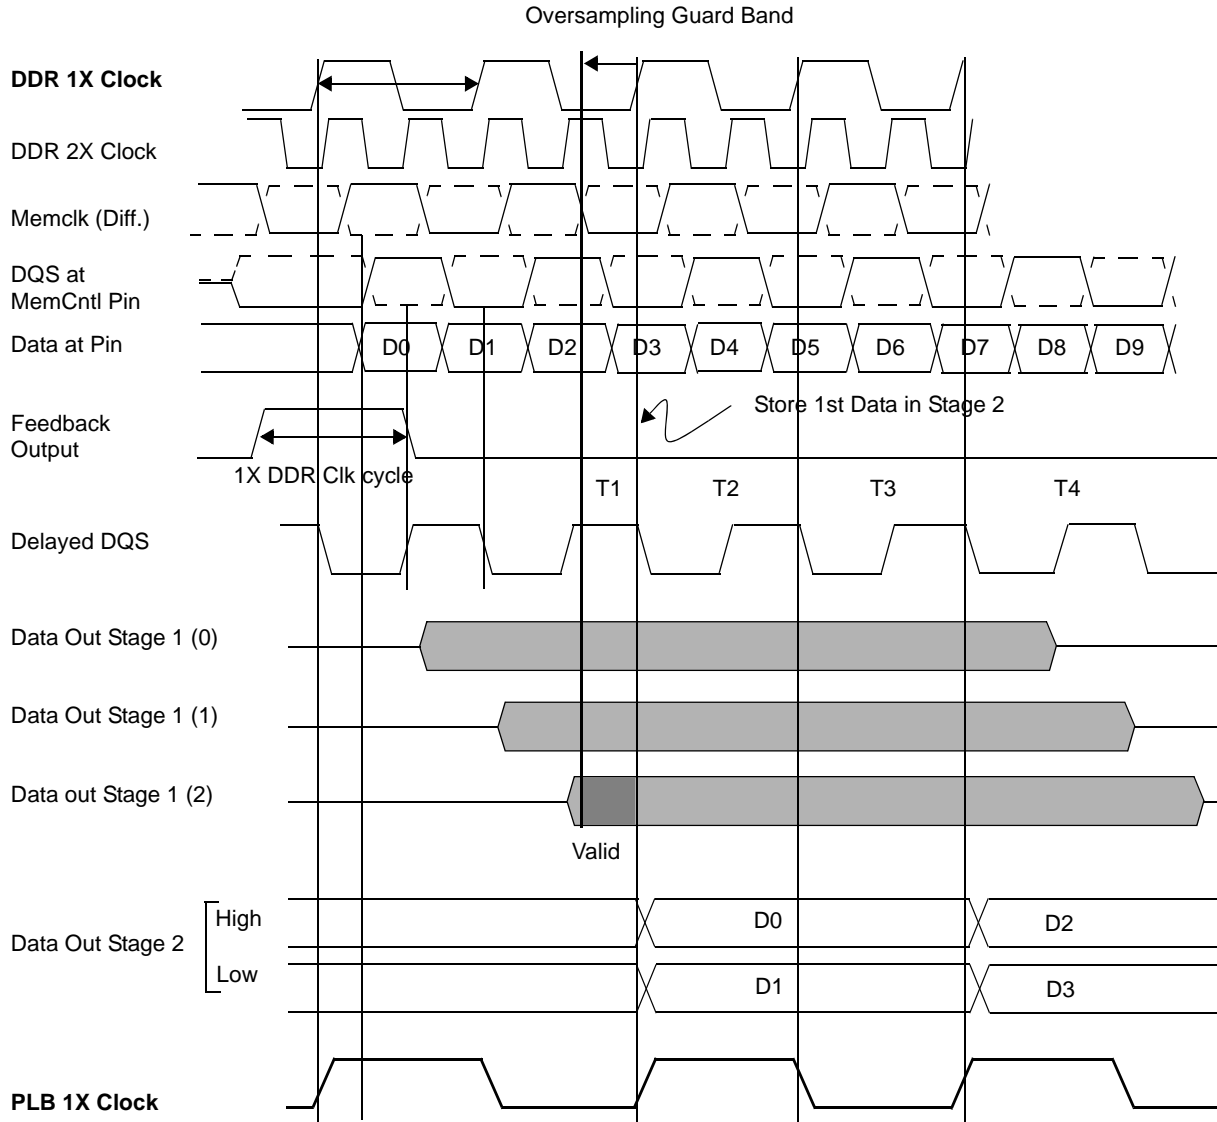 Oversampling Guard Band
DDR 1X Clock
DDR 2X Clock
Memclk (Diff.)
DQS at
MemCntl Pin
Data at Pin
D0 D1 D2 D3 D4 D5 D6 D7 D8 D9
Store 1st Data in Stage 2
Feedback
Output
1X DDR Clk cycle
T1 T2 T3 T4
Delayed DQS
Data Out Stage 1 (0)
Data Out Stage 1 (1)
Data out Stage 1 (2)
Valid
High D0 D2
Data Out Stage 2
Low D1 D3
PLB 1X Clock